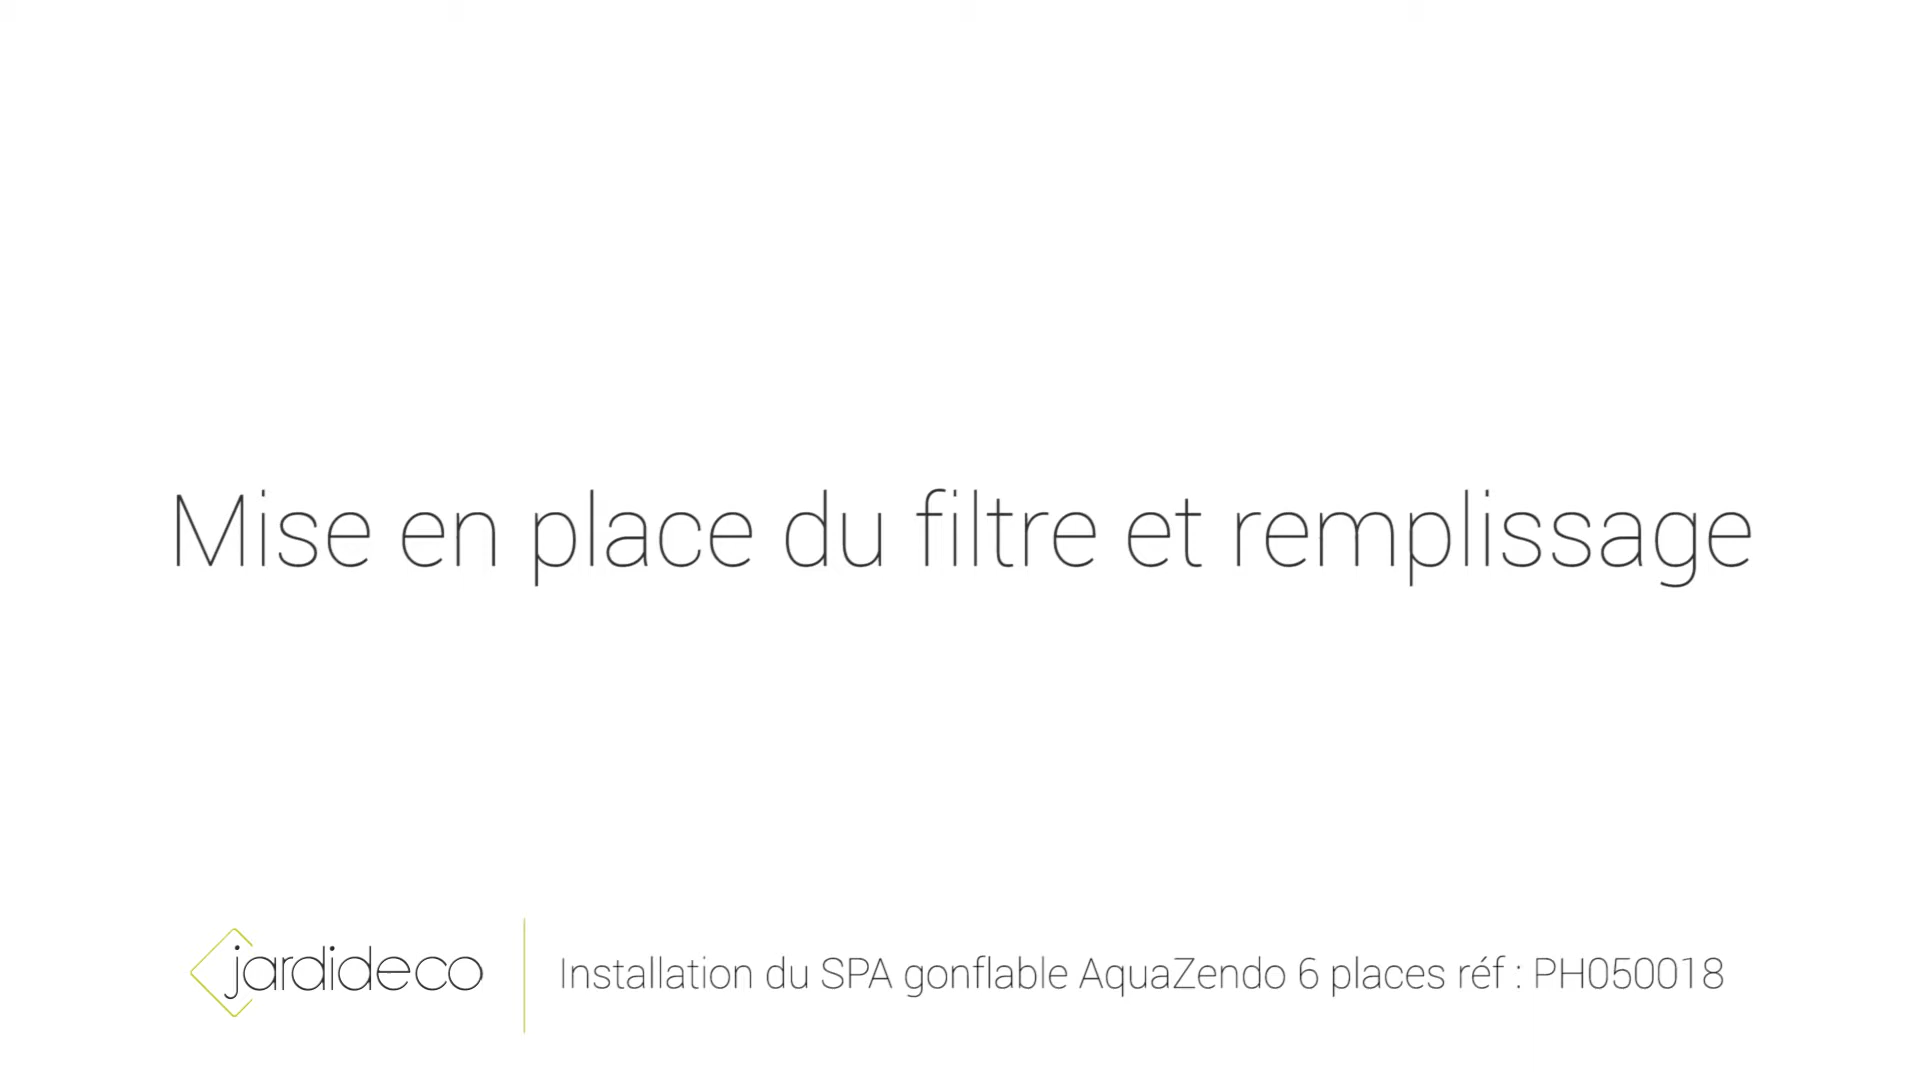 Mise en place du filtre et remplissage
jardideco
Installation du SPA gonflable AquaZendo 6 places réf : PH050018